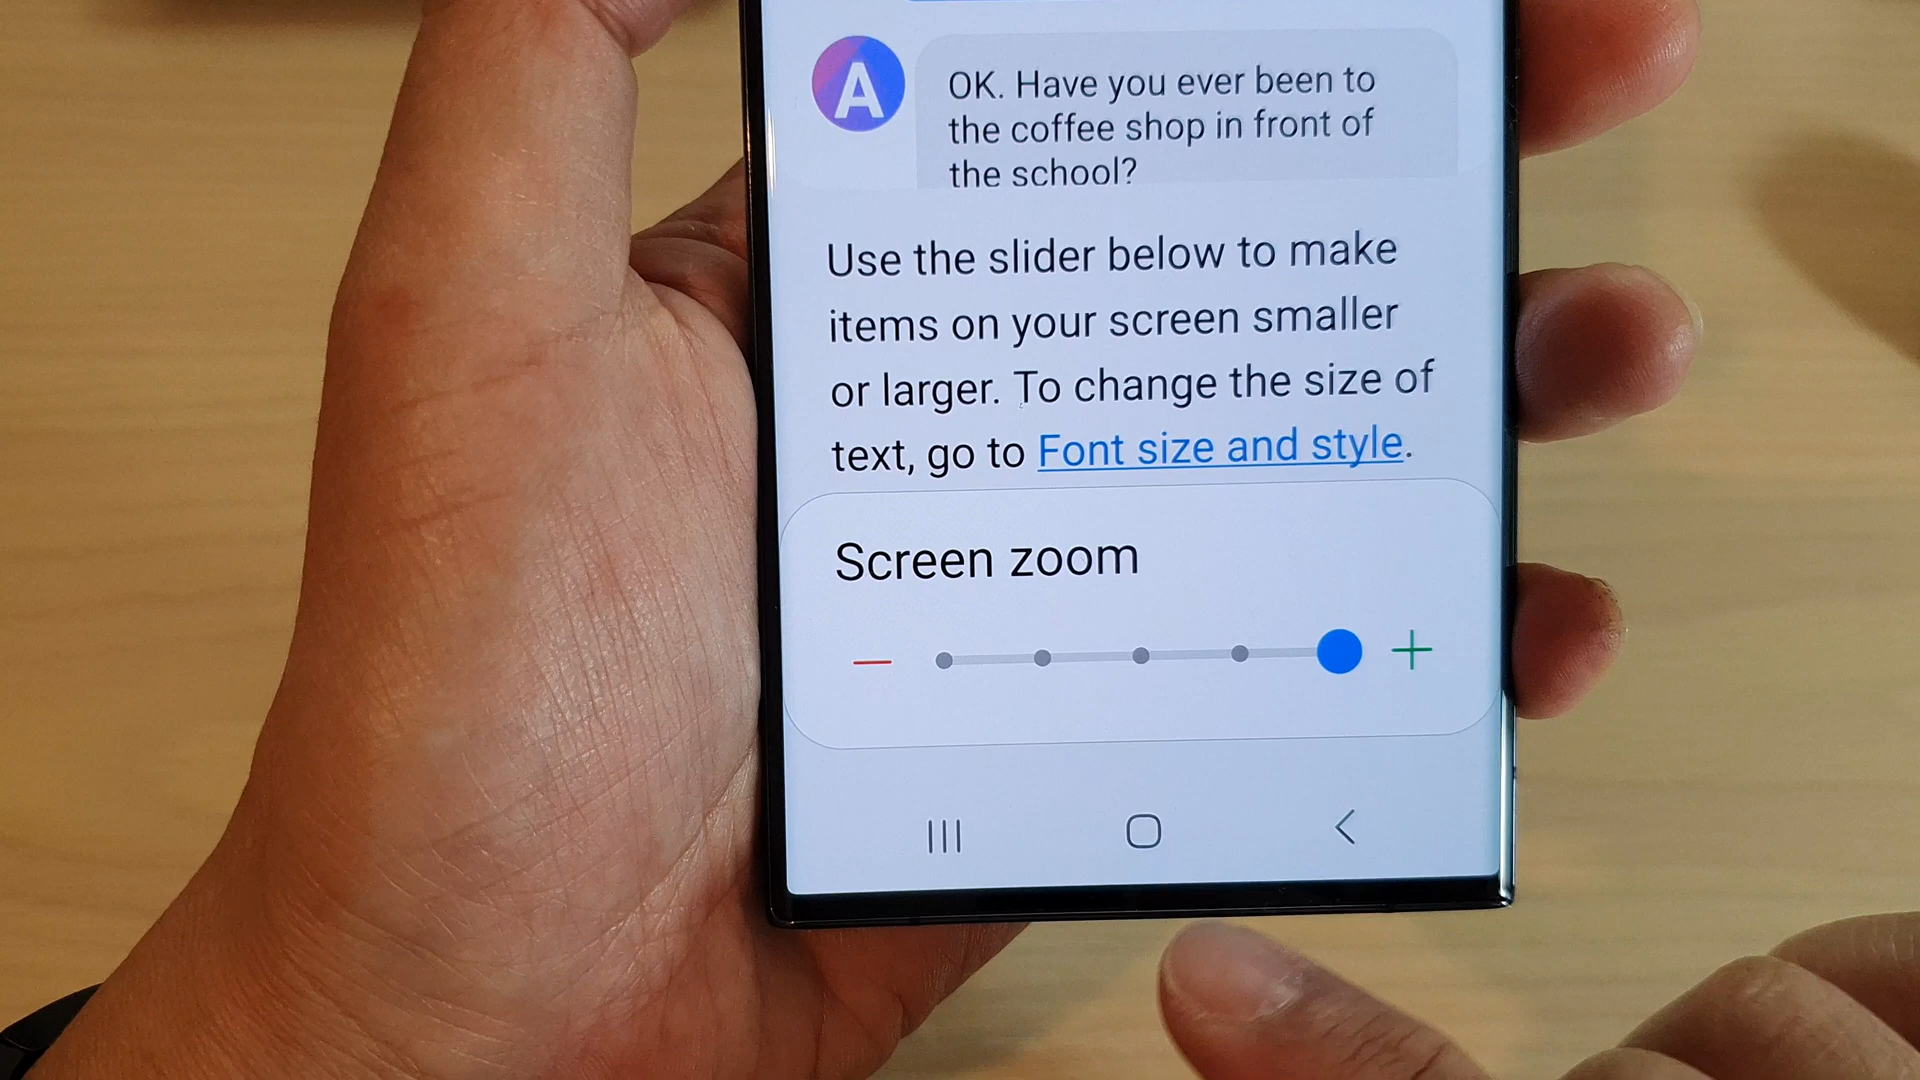 A
OK. Have you ever been to
the coffee shop in front of
the school?
Use the slider below to make
items on your screen smaller
or larger. To change the size of
text, go to Font size and style.
Screen zoom